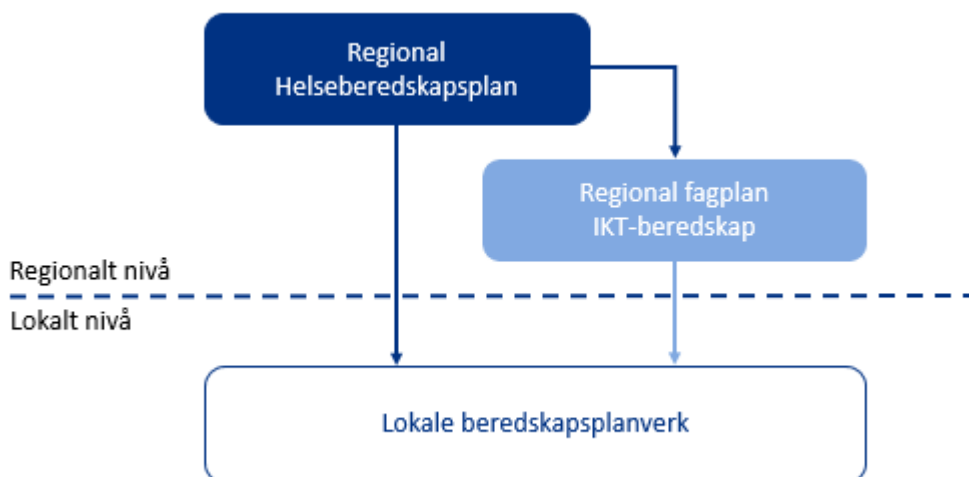 Regional
Helseberedskapsplan
Regional fagplan
IKT-beredskap
Regionalt nivå
Lokalt nivå
Lokale beredskapsplanverk